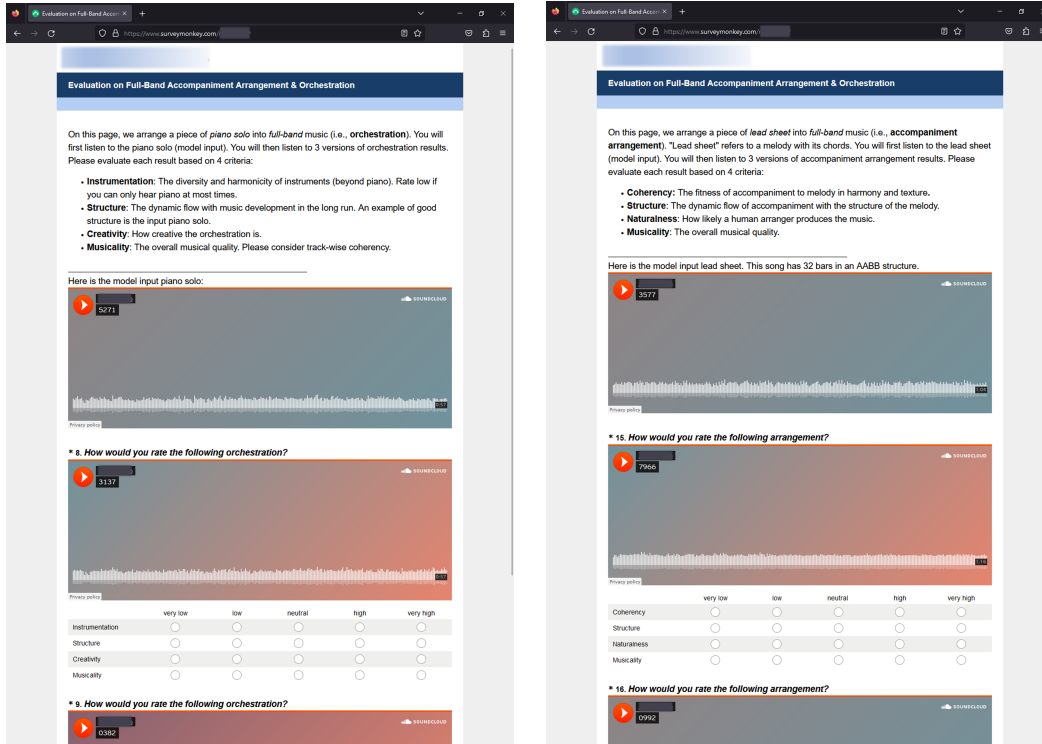 Evaluation on Full-Band Accom
https://www.surveymonkey.com/
Evaluation on Full-Band Accompaniment Arrangement & Orchestration
On this page, we arrange a piece of piano solo into full-band music (i.e., orchestration). You will
first listen to the piano solo (model input). You will then listen to 3 versions of orchestration results.
Please evaluate each result based on 4 criteria:
• Instrumentation: The diversity and harmonicity of instruments (beyond piano). Rate low if
you can only hear piano at most times.
• Structure: The dynamic flow with music development in the long run. An example of good
structure is the input piano solo.
• Creativity: How creative the orchestration is.
• Musicality: The overall musical quality. Please consider track-wise coherency.
Here is the model input piano solo:
5271
SOUNDCLOUD
0:57
Privacy policy
* 8. How would you rate the following orchestration?
3137
SOUNDCLOUD
0:57
Privacy policy
very low low neutral high very high
Instrumentation
Structure
Creativity
Musicality
* 9. How would you rate the following orchestration?
0382
SOUNDCLOUD
Evaluation on Full-Band Accom
https://www.surveymonkey.com/
Evaluation on Full-Band Accompaniment Arrangement & Orchestration
On this page, we arrange a piece of lead sheet into full-band music (i.e., accompaniment
arrangement). "Lead sheet" refers to a melody with its chords. You will first listen to the lead sheet
(model input). You will then listen to 3 versions of accompaniment arrangement results. Please
evaluate each result based on 4 criteria:
• Coherency: The fitness of accompaniment to melody in harmony and texture.
• Structure: The dynamic flow of accompaniment with the structure of the melody.
• Naturalness: How likely a human arranger produces the music.
• Musicality: The overall musical quality.
Here is the model input lead sheet. This song has 32 bars in an AABB structure.
3577
SOUNDCLOUD
Privacy policy
* 15. How would you rate the following arrangement?
7966
SOUNDCLOUD
Privacy policy
very low low neutral high very high
Coherency
Structure
Naturalness
Musicality
* 16. How would you rate the following arrangement?
0992
SOUNDCLOUD